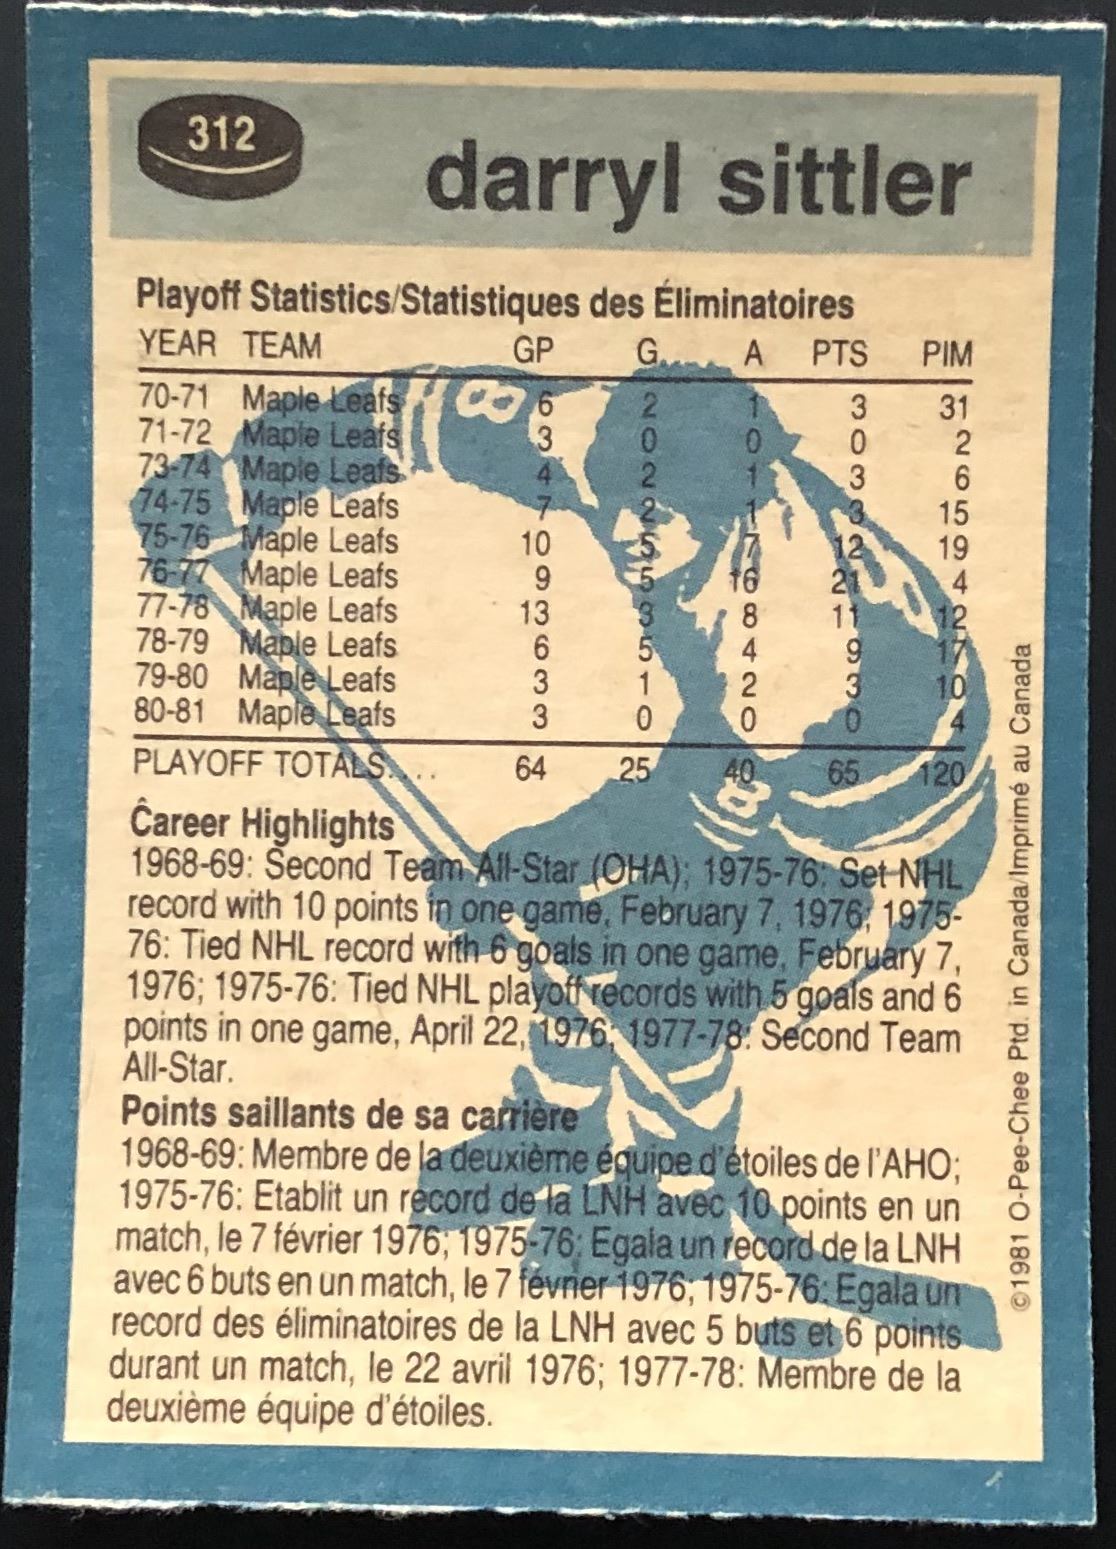 312
darryl sittler
Playoff Statistics/Statistiques des Éliminatoires
YEAR TEAM GP G A PTS PIM
70-71 Maple Leafs 6 2 1 3 31
71-72 Maple Leafs 3 0 0 0 2
73-74 Maple Leafs 4 2 1 3 6
74-75 Maple Leafs 7 2 1 3 15
75-76 Maple Leafs 10 5 7 12 19
76-77 Maple Leafs 9 5 16 21 4
77-78 Maple Leafs 13 3 8 11 12
78-79 Maple Leafs 6 5 4 9 17
79-80 Maple Leafs 3 1 2 3 10
80-81 Maple Leafs 3 0 0 0 4
PLAYOFF TOTALS.... 64 25 40 65 120
Career Highlights
1968-69: Second Team All-Star (OHA); 1975-76: Set NHL
record with 10 points in one game, February 7, 1976; 1975-
76: Tied NHL record with 6 goals in one game, February 7,
1976; 1975-76: Tied NHL playoff records with 5 goals and 6
points in one game, April 22, 1976; 1977-78: Second Team
All-Star.
Points saillants de sa carrière
1968-69: Membre de la deuxième équipe d'étoiles de l'AHO;
1975-76: Etablit un record de la LNH avec 10 points en un
match, le 7 février 1976; 1975-76: Egala un record de la LNH
avec 6 buts en un match, le 7 février 1976; 1975-76: Egala un
record des éliminatoires de la LNH avec 5 buts et 6 points
durant un match, le 22 avril 1976; 1977-78: Membre de la
deuxième équipe d'étoiles.
©1981 O-Pee-Chee Ptd. in Canada/Imprimé au Canada